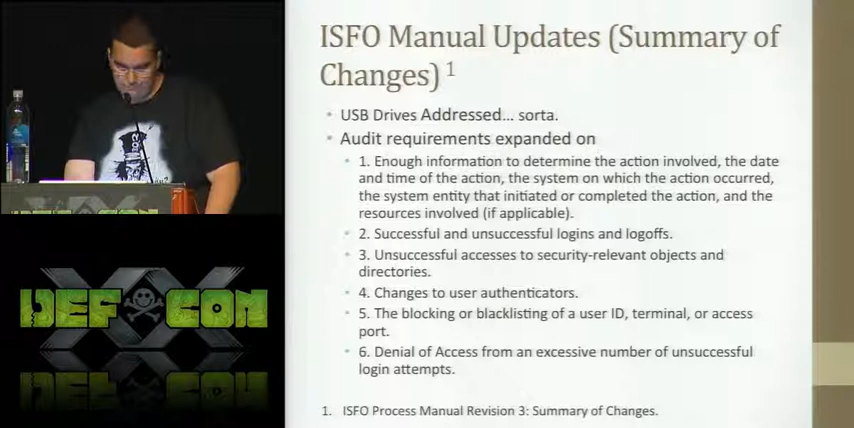 ISFO Manual Updates (Summary of
Changes) 1
• USB Drives Addressed... sorta.
• Audit requirements expanded on
• 1. Enough information to determine the action involved, the date
and time of the action, the system on which the action occurred,
the system entity that initiated or completed the action, and the
resources involved (if applicable).
• 2. Successful and unsuccessful logins and logoffs.
• 3. Unsuccessful accesses to security-relevant objects and
directories.
• 4. Changes to user authenticators.
• 5. The blocking or blacklisting of a user ID, terminal, or access
port.
• 6. Denial of Access from an excessive number of unsuccessful
login attempts.
1. ISFO Process Manual Revision 3: Summary of Changes.
DEF CON
XX